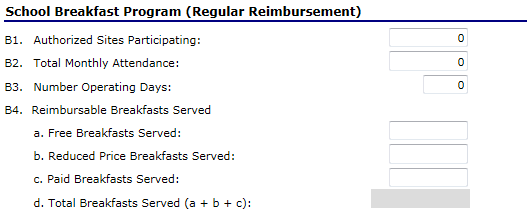 School Breakfast Program (Regular Reimbursement)
B1. Authorized Sites Participating: 0
B2. Total Monthly Attendance: 0
B3. Number Operating Days: 0
B4. Reimbursable Breakfasts Served
a. Free Breakfasts Served:
b. Reduced Price Breakfasts Served:
c. Paid Breakfasts Served:
d. Total Breakfasts Served (a + b + c):